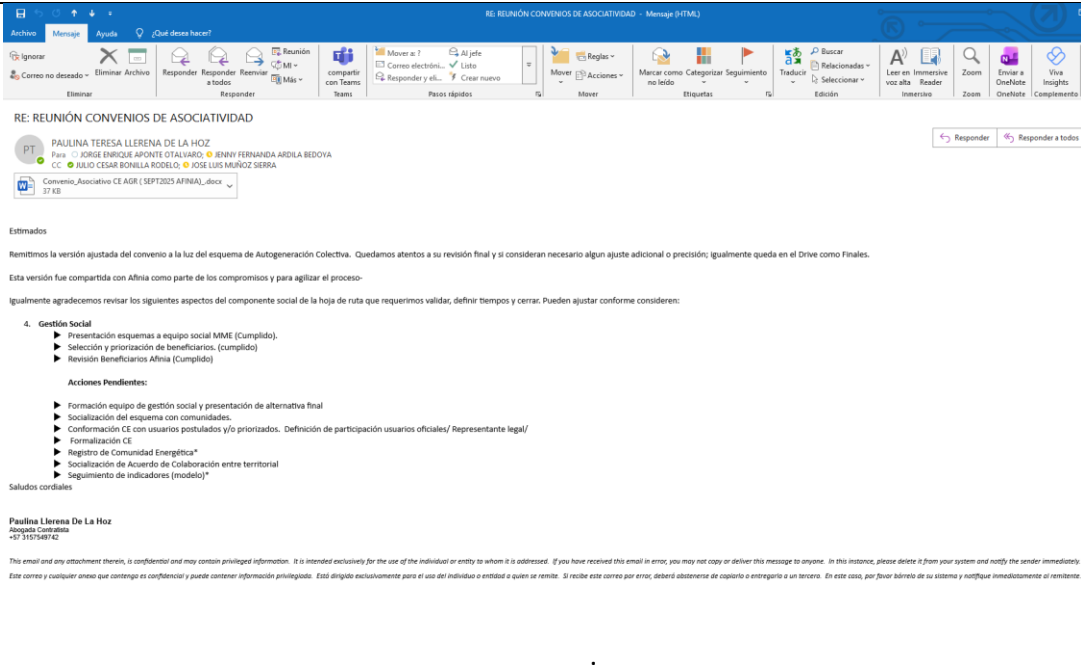 RE: REUNIÓN CONVENIOS DE ASOCIATIVIDAD - Mensaje (HTML)
Archivo Mensaje Ayuda ¿Qué desea hacer?
Ignorar
Correo no deseado
Eliminar Archivo
Responder Responder a todos Reenviar
Reunión
MI
Más
compartir con Teams
Mover a: ?
Correo electróni...
Responder y eli...
Al jefe
Listo
Crear nuevo
Mover
Reglas
Acciones
Marcar como no leído Categorizar Seguimiento
Traducir
Buscar
Relacionadas
Seleccionar
Leer en voz alta Immersive Reader
Zoom
Enviar a OneNote
Viva Insights
Eliminar Responder Teams Pasos rápidos Mover Etiquetas Edición Inmersivo Zoom OneNote Complemento
RE: REUNIÓN CONVENIOS DE ASOCIATIVIDAD
PT
PAULINA TERESA LLERENA DE LA HOZ
Para JORGE ENRIQUE APONTE OTALVARO; JENNY FERNANDA ARDILA BEDOYA
CC JULIO CESAR BONILLA RODELO; JOSE LUIS MUÑOZ SIERRA
Responder Responder a todos
Convenio_Asociativo CE AGR ( SEPT2025 AFINIA)_.docx
37 KB
Estimados
Remitimos la versión ajustada del convenio a la luz del esquema de Autogeneración Colectiva. Quedamos atentos a su revisión final y si consideran necesario algun ajuste adicional o precisión; igualmente queda en el Drive como Finales.
Esta versión fue compartida con Afinia como parte de los compromisos y para agilizar el proceso-
Igualmente agradecemos revisar los siguientes aspectos del componente social de la hoja de ruta que requerimos validar, definir tiempos y cerrar. Pueden ajustar conforme consideren:
4. Gestión Social
Presentación esquemas a equipo social MME (Cumplido).
Selección y priorización de beneficiarios. (cumplido)
Revisión Beneficiarios Afinia (Cumplido)
Acciones Pendientes:
Formación equipo de gestión social y presentación de alternativa final
Socialización del esquema con comunidades.
Conformación CE con usuarios postulados y/o priorizados. Definición de participación usuarios oficiales/ Representante legal/
Formalización CE
Registro de Comunidad Energética*
Socialización de Acuerdo de Colaboración entre territorial
Seguimiento de indicadores (modelo)*
Saludos cordiales
Paulina Llerena De La Hoz
Abogada Contratista
+57 3157549742
This email and any attachment therein, is confidential and may contain privileged information. It is intended exclusively for the use of the individual or entity to whom it is addressed. If you have received this email in error, you may not copy or deliver this message to anyone. In this instance, please delete it from your system and notify the sender immediately.
Este correo y cualquier anexo que contenga es confidencial y puede contener información privilegiada. Está dirigido exclusivamente para el uso del individuo o entidad a quien se remite. Si recibe este correo por error, deberá abstenerse de copiarlo o entregarlo a un tercero. En este caso, por favor bórrelo de su sistema y notifique inmediatamente al remitente.